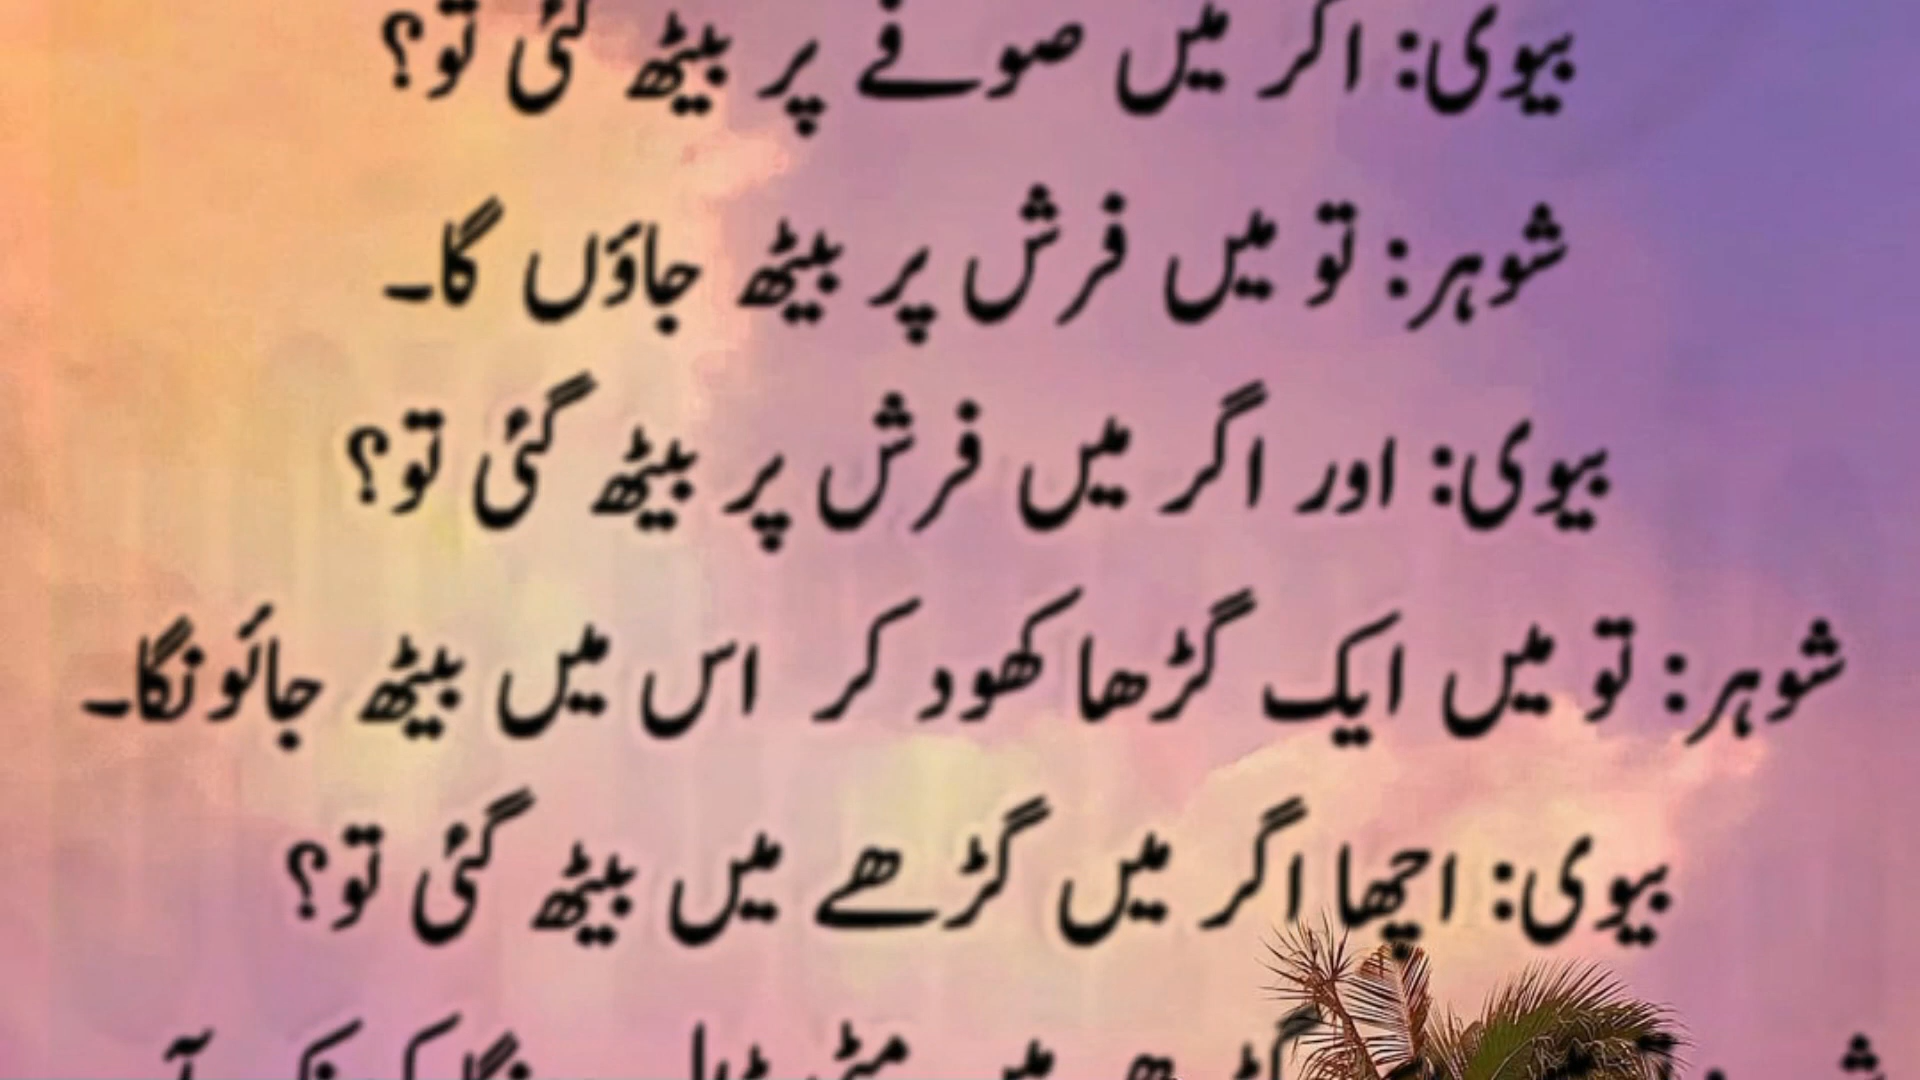 بیوی: اگر میں صوفے پر بیٹھ گئی تو؟
شوہر: تو میں فرش پر بیٹھ جاؤں گا۔
بیوی: اور اگر میں فرش پر بیٹھ گئی تو؟
شوہر: تو میں ایک گڑھا کھود کر اس میں بیٹھ جائونگا۔
بیوی: اچھا اگر میں گڑھے میں بیٹھ گئی تو؟